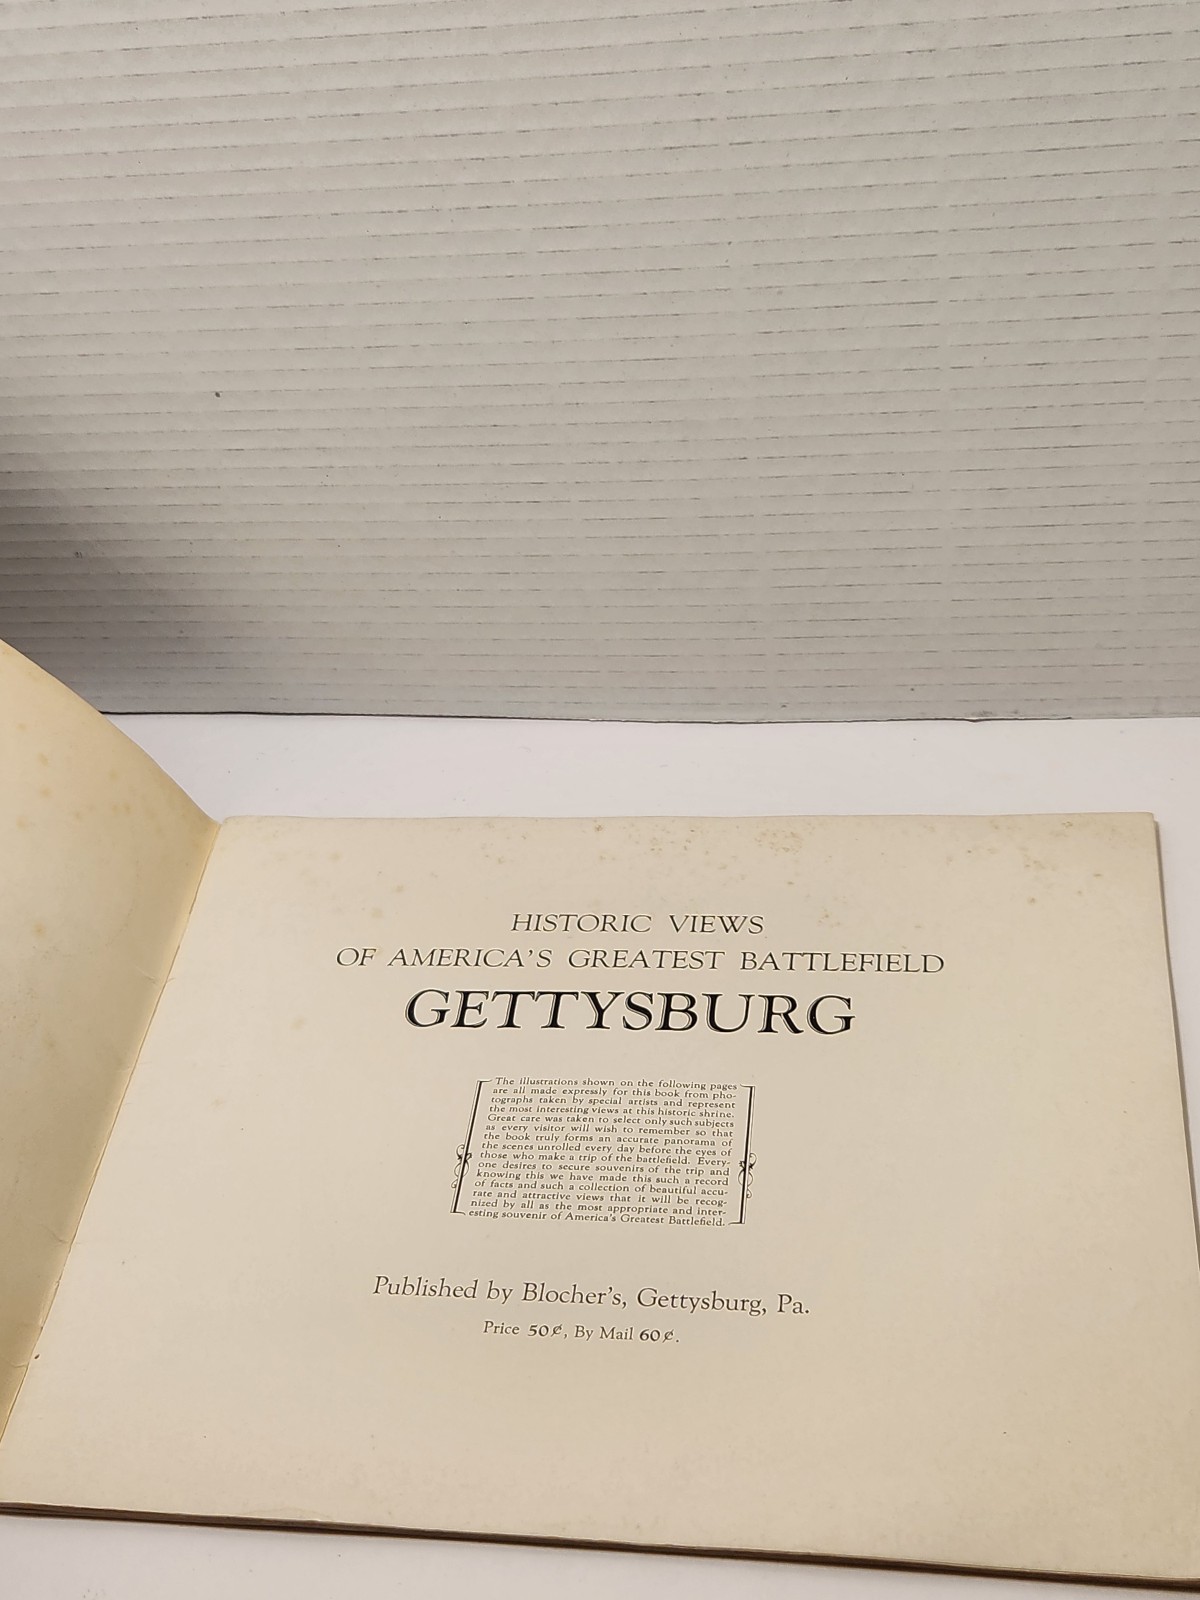 HISTORIC VIEWS
OF AMERICA'S GREATEST BATTLEFIELD
GETTYSBURG
The illustrations shown on the following pages
are all made expressly for this book from pho-
tographs taken by special artists and represent
the most interesting views at this historic shrine.
Great care was taken to select only such subjects
as every visitor will wish to remember so that
the book truly forms an accurate panorama of
the scenes unrolled every day before the eyes of
those who make a trip of the battlefield. Every-
one desires to secure souvenirs of the trip and
knowing this we have made this such a record
of facts and such a collection of beautiful accu-
rate and attractive views that it will be recog-
nized by all as the most appropriate and inter-
esting souvenir of America's Greatest Battlefield.
Published by Blocher's, Gettysburg, Pa.
Price 50¢, By Mail 60¢.